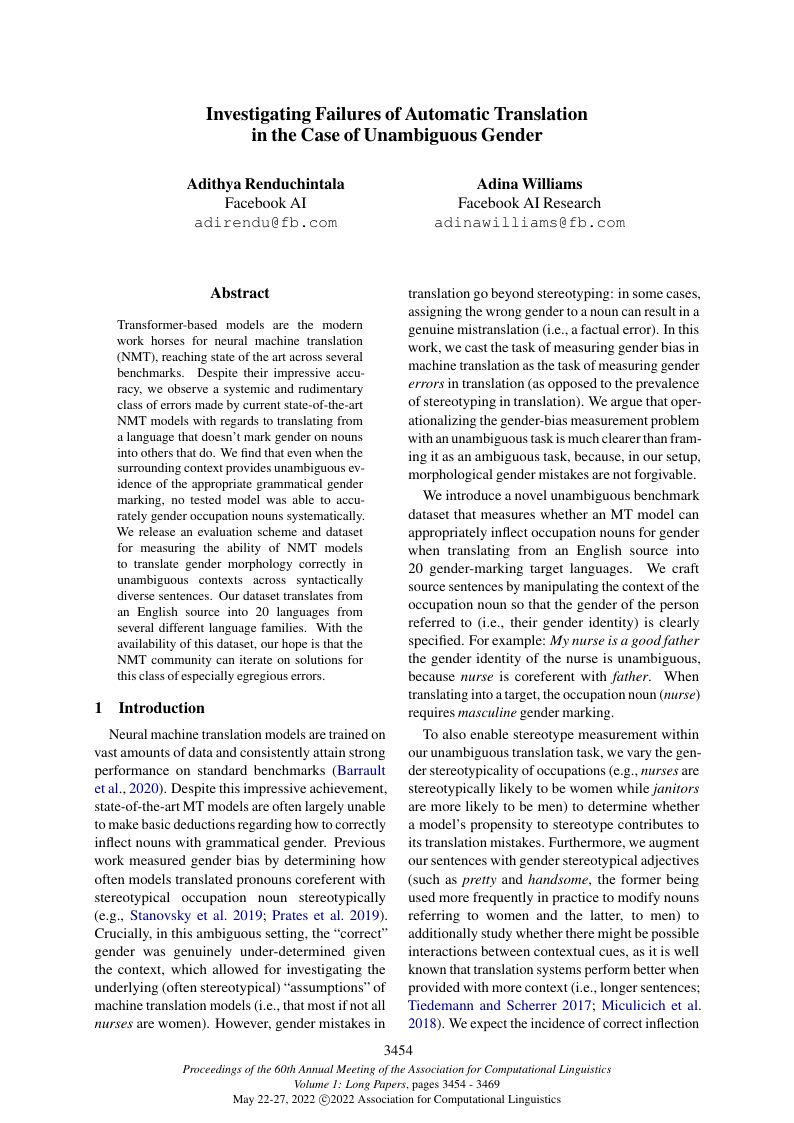 Investigating Failures of Automatic Translation
in the Case of Unambiguous Gender
Adithya Renduchintala
Facebook AI
adirendu@fb.com
Adina Williams
Facebook AI Research
adinawilliams@fb.com
Abstract
Transformer-based models are the modern
work horses for neural machine translation
(NMT), reaching state of the art across several
benchmarks. Despite their impressive accu-
racy, we observe a systemic and rudimentary
class of errors made by current state-of-the-art
NMT models with regards to translating from
a language that doesn't mark gender on nouns
into others that do. We find that even when the
surrounding context provides unambiguous ev-
idence of the appropriate grammatical gender
marking, no tested model was able to accu-
rately gender occupation nouns systematically.
We release an evaluation scheme and dataset
for measuring the ability of NMT models
to translate gender morphology correctly in
unambiguous contexts across syntactically
diverse sentences. Our dataset translates from
an English source into 20 languages from
several different language families. With the
availability of this dataset, our hope is that the
NMT community can iterate on solutions for
this class of especially egregious errors.
1 Introduction
Neural machine translation models are trained on
vast amounts of data and consistently attain strong
performance on standard benchmarks (Barrault
et al., 2020). Despite this impressive achievement,
state-of-the-art MT models are often largely unable
to make basic deductions regarding how to correctly
inflect nouns with grammatical gender. Previous
work measured gender bias by determining how
often models translated pronouns coreferent with
stereotypical occupation noun stereotypically
(e.g., Stanovsky et al. 2019; Prates et al. 2019).
Crucially, in this ambiguous setting, the “correct”
gender was genuinely under-determined given
the context, which allowed for investigating the
underlying (often stereotypical) “assumptions” of
machine translation models (i.e., that most if not all
nurses are women). However, gender mistakes in
translation go beyond stereotyping: in some cases,
assigning the wrong gender to a noun can result in a
genuine mistranslation (i.e., a factual error). In this
work, we cast the task of measuring gender bias in
machine translation as the task of measuring gender
errors in translation (as opposed to the prevalence
of stereotyping in translation). We argue that oper-
ationalizing the gender-bias measurement problem
with an unambiguous task is much clearer than fram-
ing it as an ambiguous task, because, in our setup,
morphological gender mistakes are not forgivable.
We introduce a novel unambiguous benchmark
dataset that measures whether an MT model can
appropriately inflect occupation nouns for gender
when translating from an English source into
20 gender-marking target languages. We craft
source sentences by manipulating the context of the
occupation noun so that the gender of the person
referred to (i.e., their gender identity) is clearly
specified. For example: My nurse is a good father
the gender identity of the nurse is unambiguous,
because nurse is coreferent with father. When
translating into a target, the occupation noun (nurse)
requires masculine gender marking.
To also enable stereotype measurement within
our unambiguous translation task, we vary the gen-
der stereotypicality of occupations (e.g., nurses are
stereotypically likely to be women while janitors
are more likely to be men) to determine whether
a model's propensity to stereotype contributes to
its translation mistakes. Furthermore, we augment
our sentences with gender stereotypical adjectives
(such as pretty and handsome, the former being
used more frequently in practice to modify nouns
referring to women and the latter, to men) to
additionally study whether there might be possible
interactions between contextual cues, as it is well
known that translation systems perform better when
provided with more context (i.e., longer sentences;
Tiedemann and Scherrer 2017; Miculicich et al.
2018). We expect the incidence of correct inflection
3454
Proceedings of the 60th Annual Meeting of the Association for Computational Linguistics
Volume 1: Long Papers, pages 3454 - 3469
May 22-27, 2022 ©2022 Association for Computational Linguistics